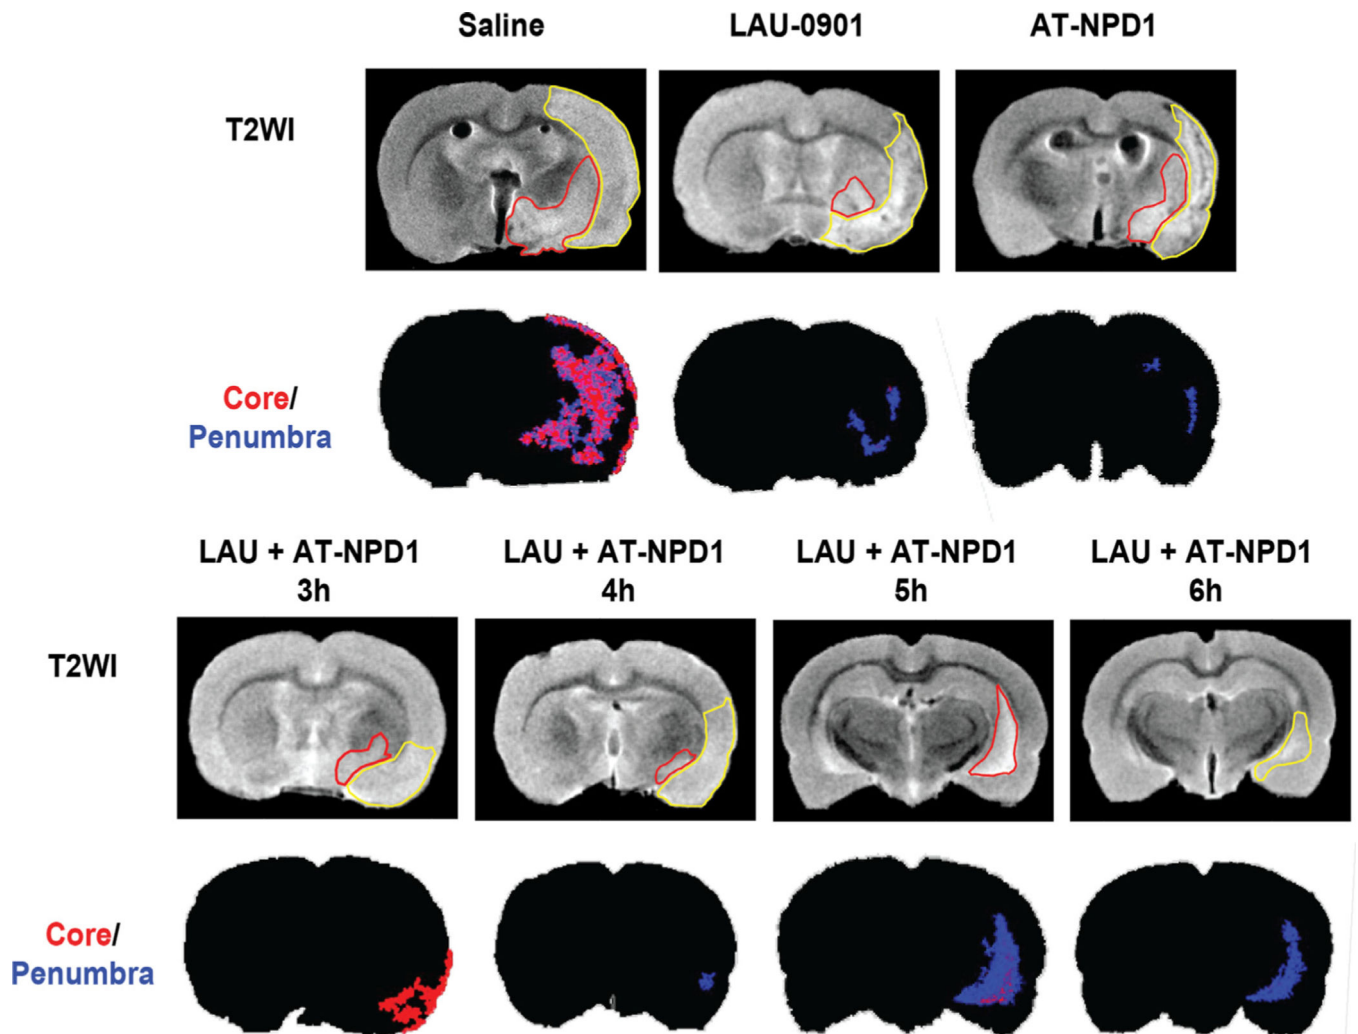 Saline
LAU-0901
AT-NPD1
T2WI
Core/
Penumbra
LAU + AT-NPD1
3h
LAU + AT-NPD1
4h
LAU + AT-NPD1
5h
LAU + AT-NPD1
6h
T2WI
Core/
Penumbra